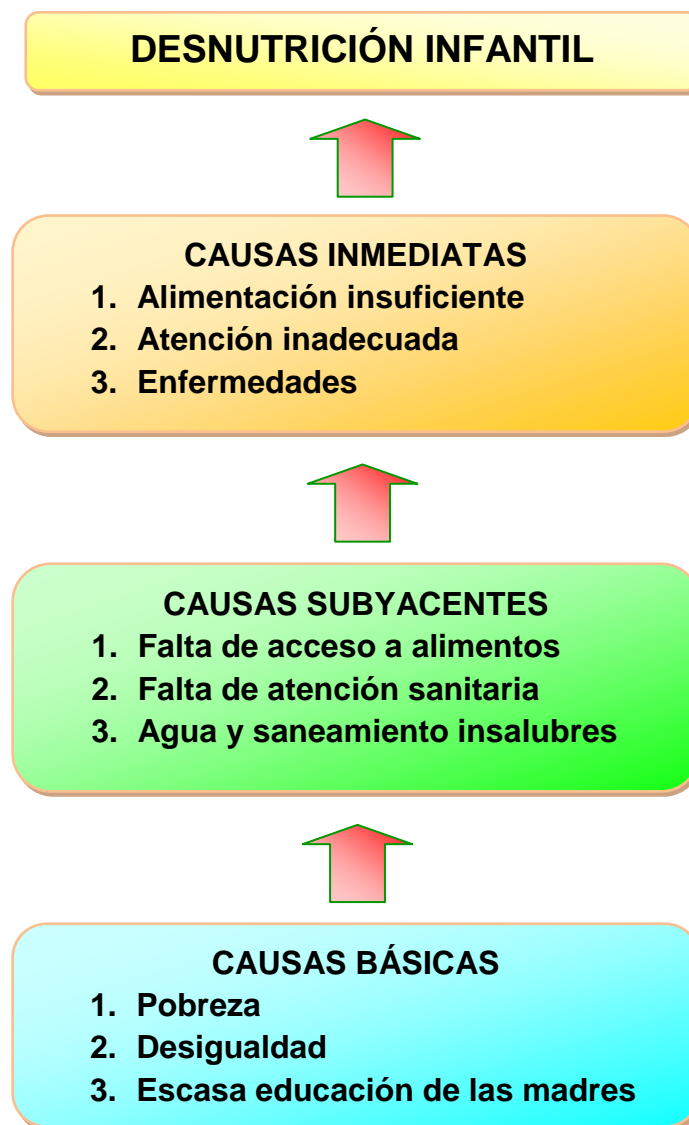 DESNUTRICIÓN INFANTIL
CAUSAS INMEDIATAS
1. Alimentación insuficiente
2. Atención inadecuada
3. Enfermedades
CAUSAS SUBYACENTES
1. Falta de acceso a alimentos
2. Falta de atención sanitaria
3. Agua y saneamiento insalubres
CAUSAS BÁSICAS
1. Pobreza
2. Desigualdad
3. Escasa educación de las madres